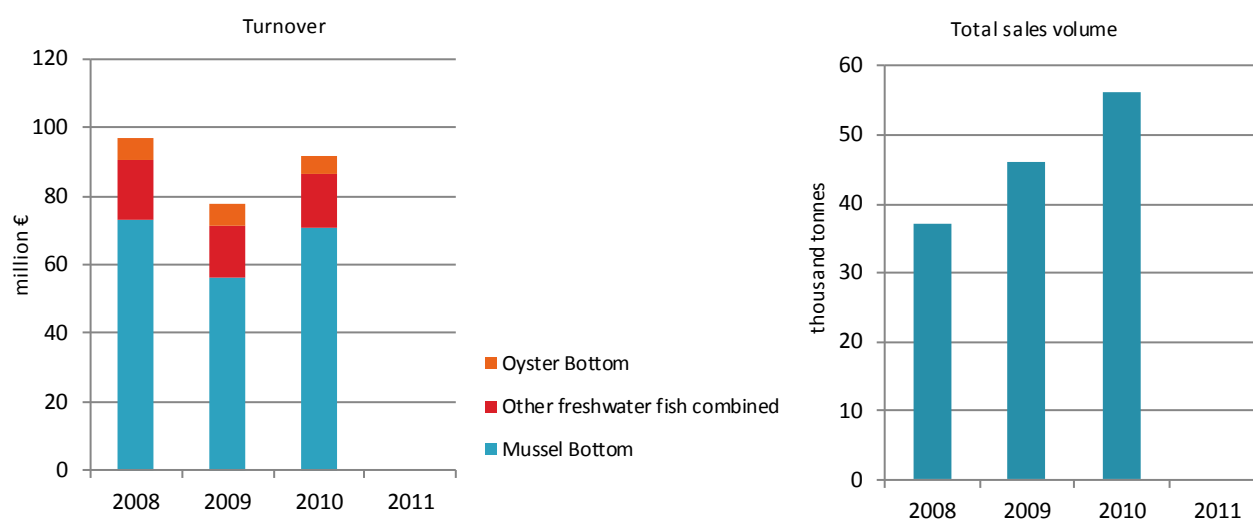 Turnover
120
100
80
60
40
20
0
million €
2008 2009 2010 2011
Oyster Bottom
Other freshwater fish combined
Mussel Bottom
Total sales volume
60
50
40
30
20
10
0
thousand tonnes
2008 2009 2010 2011